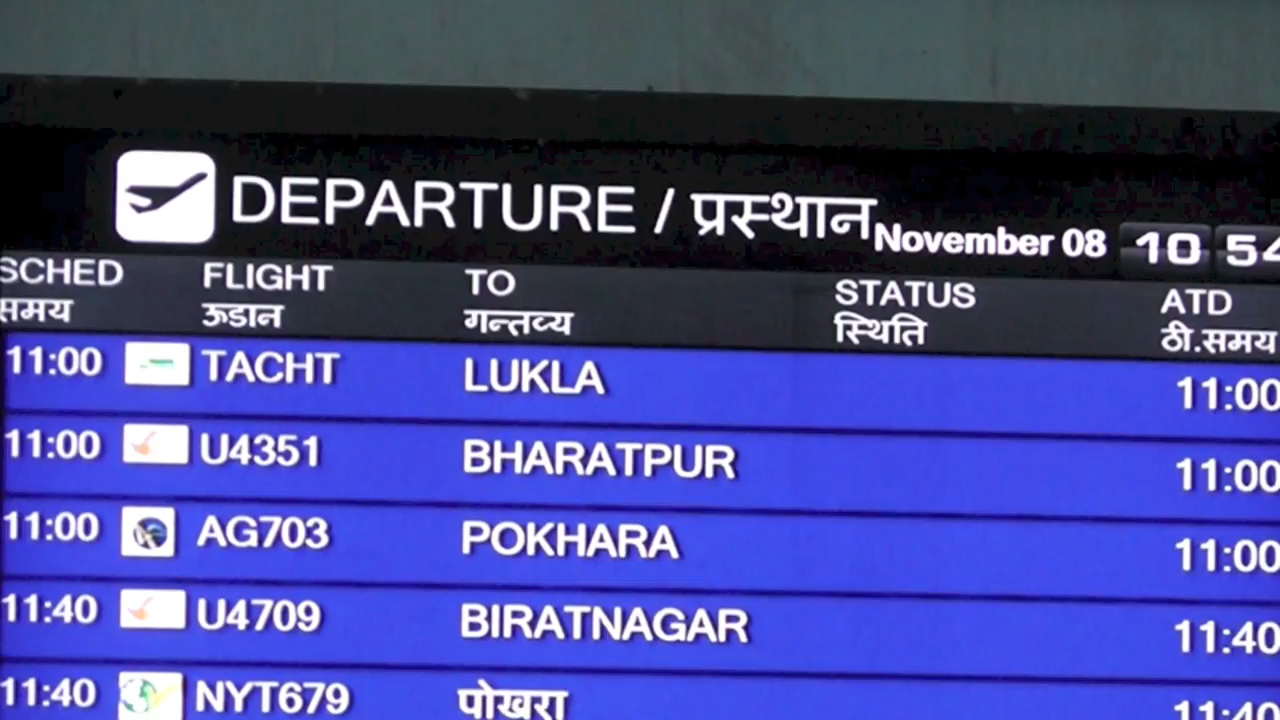 DEPARTURE / प्रस्थान November 08 10 54
SCHED FLIGHT TO STATUS ATD
समय ऊडान गन्तव्य स्थिति ठी.समय
11:00 TACHT LUKLA 11:00
11:00 U4351 BHARATPUR 11:00
11:00 AG703 POKHARA 11:00
11:40 U4709 BIRATNAGAR 11:40
11:40 NYT679 पोखरा 11:40